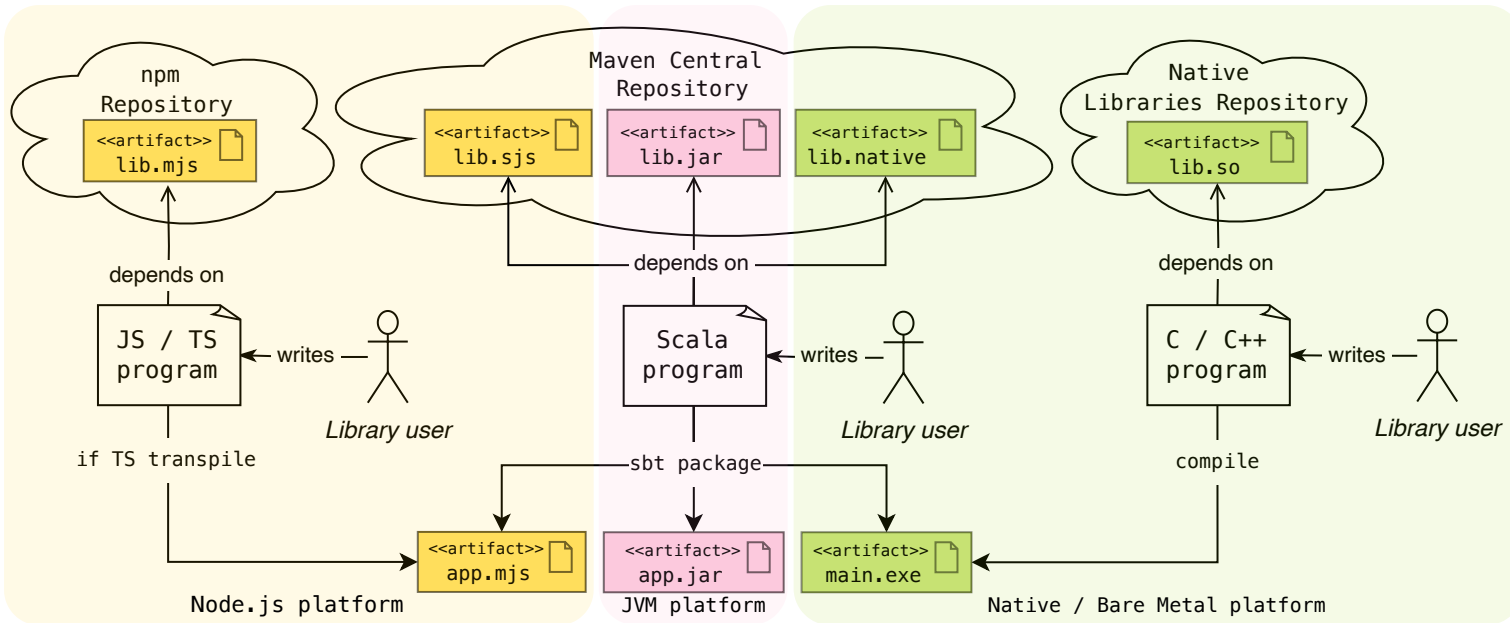 npm
Repository
<<artifact>>
lib.mjs
Maven Central
Repository
<<artifact>>
lib.sjs
<<artifact>>
lib.jar
<<artifact>>
lib.native
Native
Libraries Repository
<<artifact>>
lib.so
depends on
depends on
depends on
JS / TS
program
writes
Library user
Scala
program
writes
Library user
C / C++
program
writes
Library user
if TS transpile
sbt package
compile
<<artifact>>
app.mjs
<<artifact>>
app.jar
<<artifact>>
main.exe
Node.js platform
JVM platform
Native / Bare Metal platform